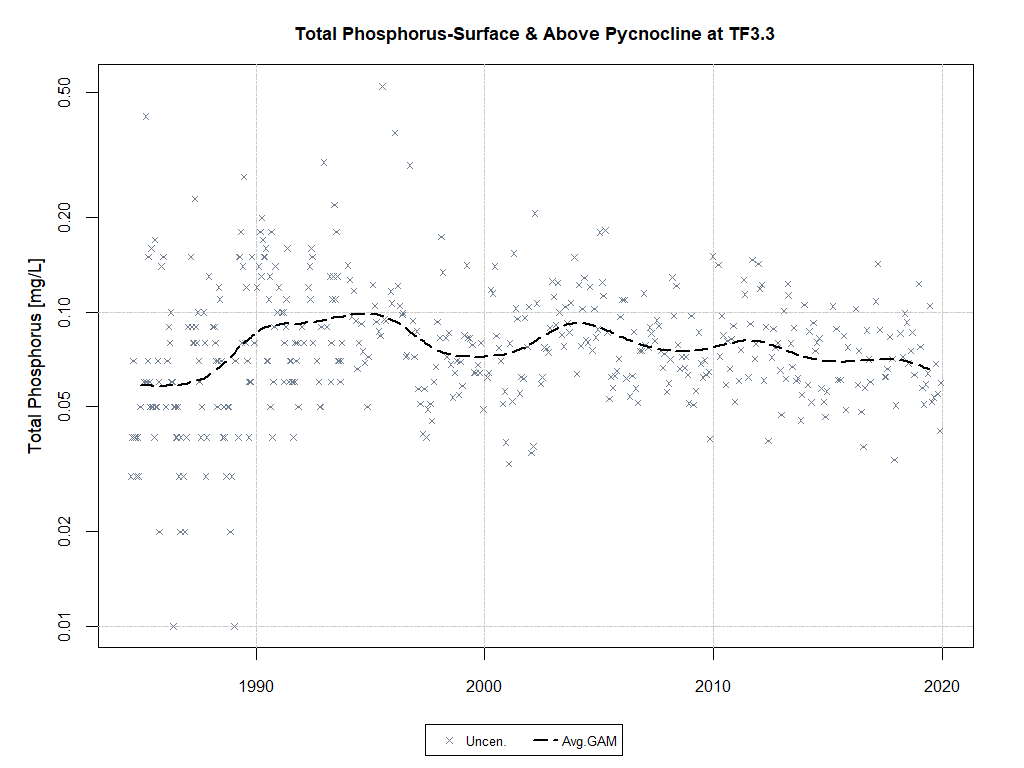 Total Phosphorus-Surface & Above Pycnocline at TF3.3
Total Phosphorus [mg/L]
0.50
0.20
0.10
0.05
0.02
0.01
1990 2000 2010 2020
Uncen. Avg.GAM